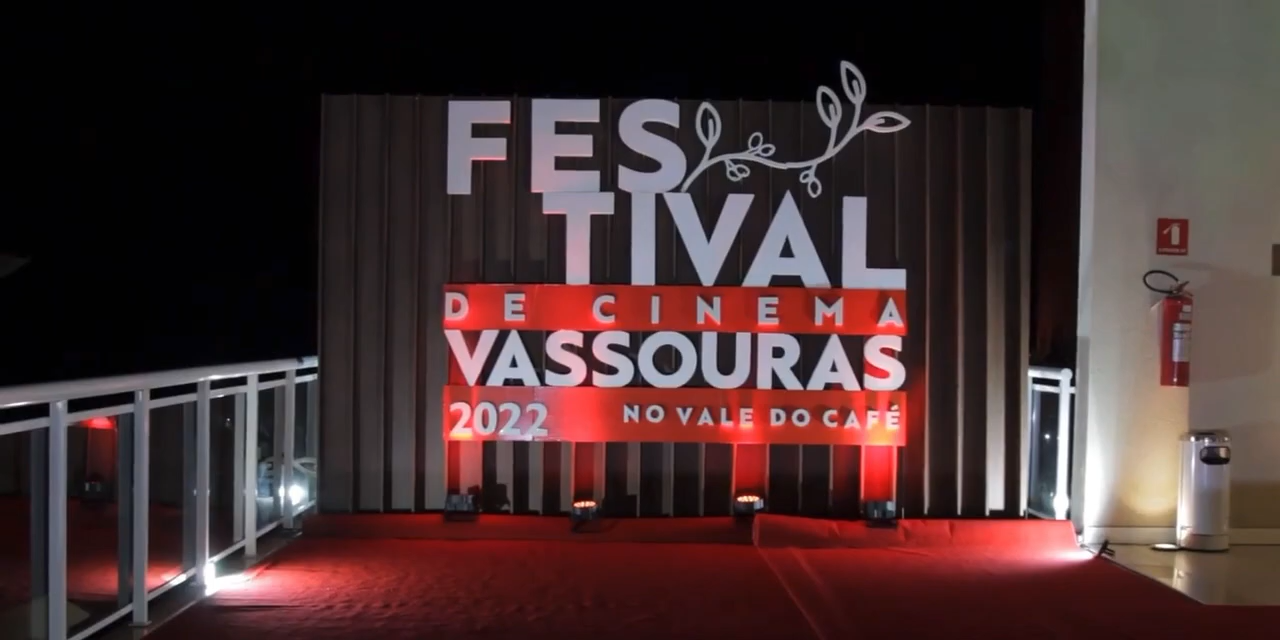 FES
TIVAL
DE CINEMA
VASSOURAS
2022 NO VALE DO CAFÉ